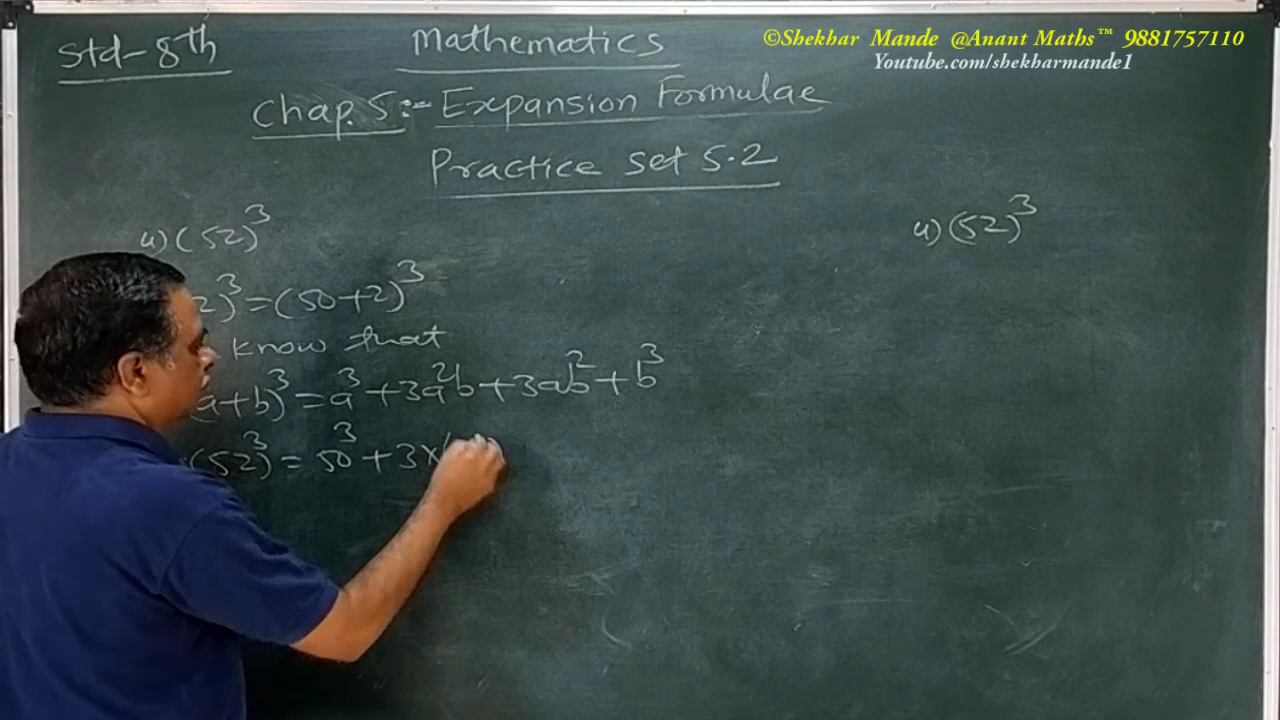 ©Shekhar Mande @Anant Maths™ 9881757110
Youtube.com/shekharmande1
Std-8th
Mathematics
Chap. 5:- Expansion Formulae
Practice set 5.2
4) (52)³
4) (52)³
2)³=(50+2)³
know that
(a+b)³=a³+3a²b+3ab²+b³
(52)³=50³+3×(